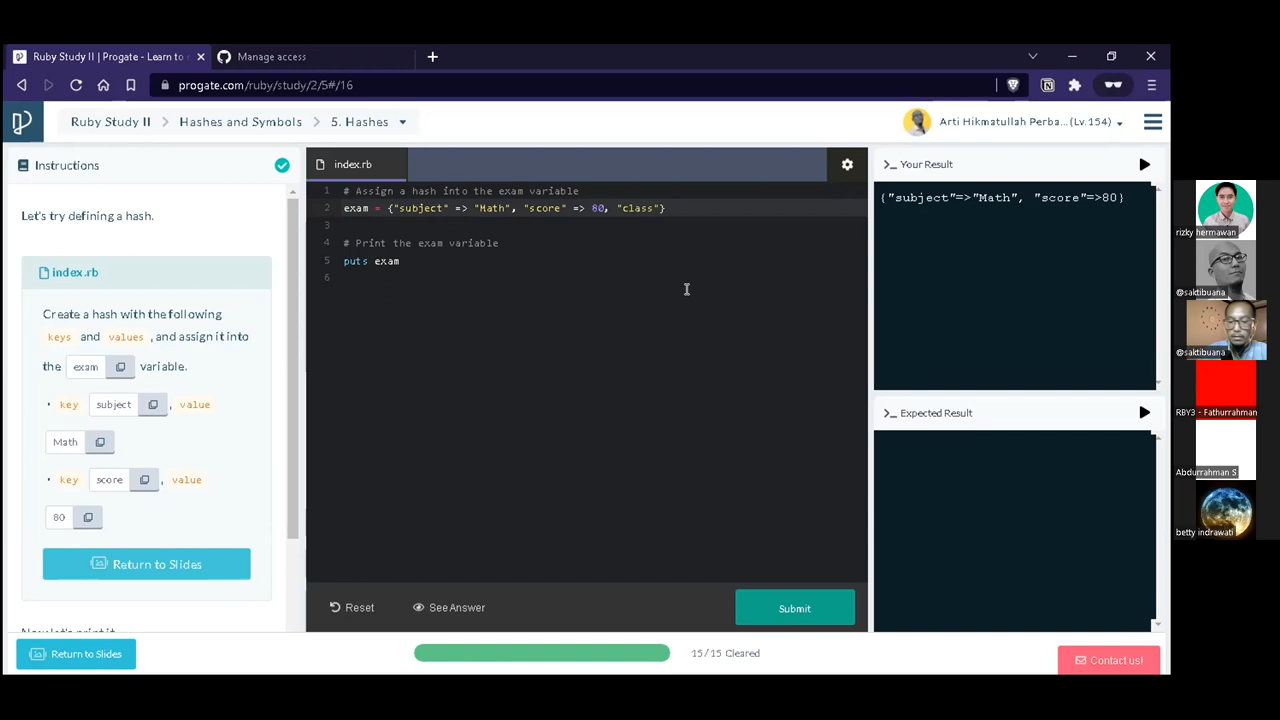 Ruby Study II | Progate - Learn to
Manage access
progate.com/ruby/study/2/5#/16
Ruby Study II
Hashes and Symbols
5. Hashes
Arti Hikmatullah Perba...(Lv.154)
Instructions
Let's try defining a hash.
index.rb
Create a hash with the following
keys and values, and assign it into
the exam variable.
· key subject, value
Math
· key score, value
80
Return to Slides
Now let's print it
index.rb
1 # Assign a hash into the exam variable
2 exam = {"subject" => "Math", "score" => 80, "class"}
3
4 # Print the exam variable
5 puts exam
6
Reset
See Answer
Submit
>_ Your Result
{"subject"=>"Math", "score"=>80}
>_ Expected Result
Return to Slides
15/15 Cleared
Contact us!
rizky hermawan
@saktibuana
@saktibuana
RBY3 - Fathurrahman
Abdurrahman S
betty indrawati